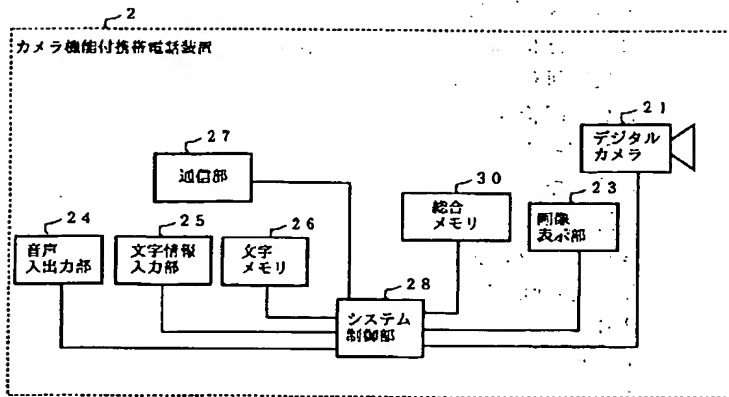 2
カメラ機能付携帯電話装置
21
デジタル
カメラ
27
通信部
30
総合
メモリ
23
画像
表示部
24
音声
入出力部
25
文字情報
入力部
26
文字
メモリ
28
システム
制御部